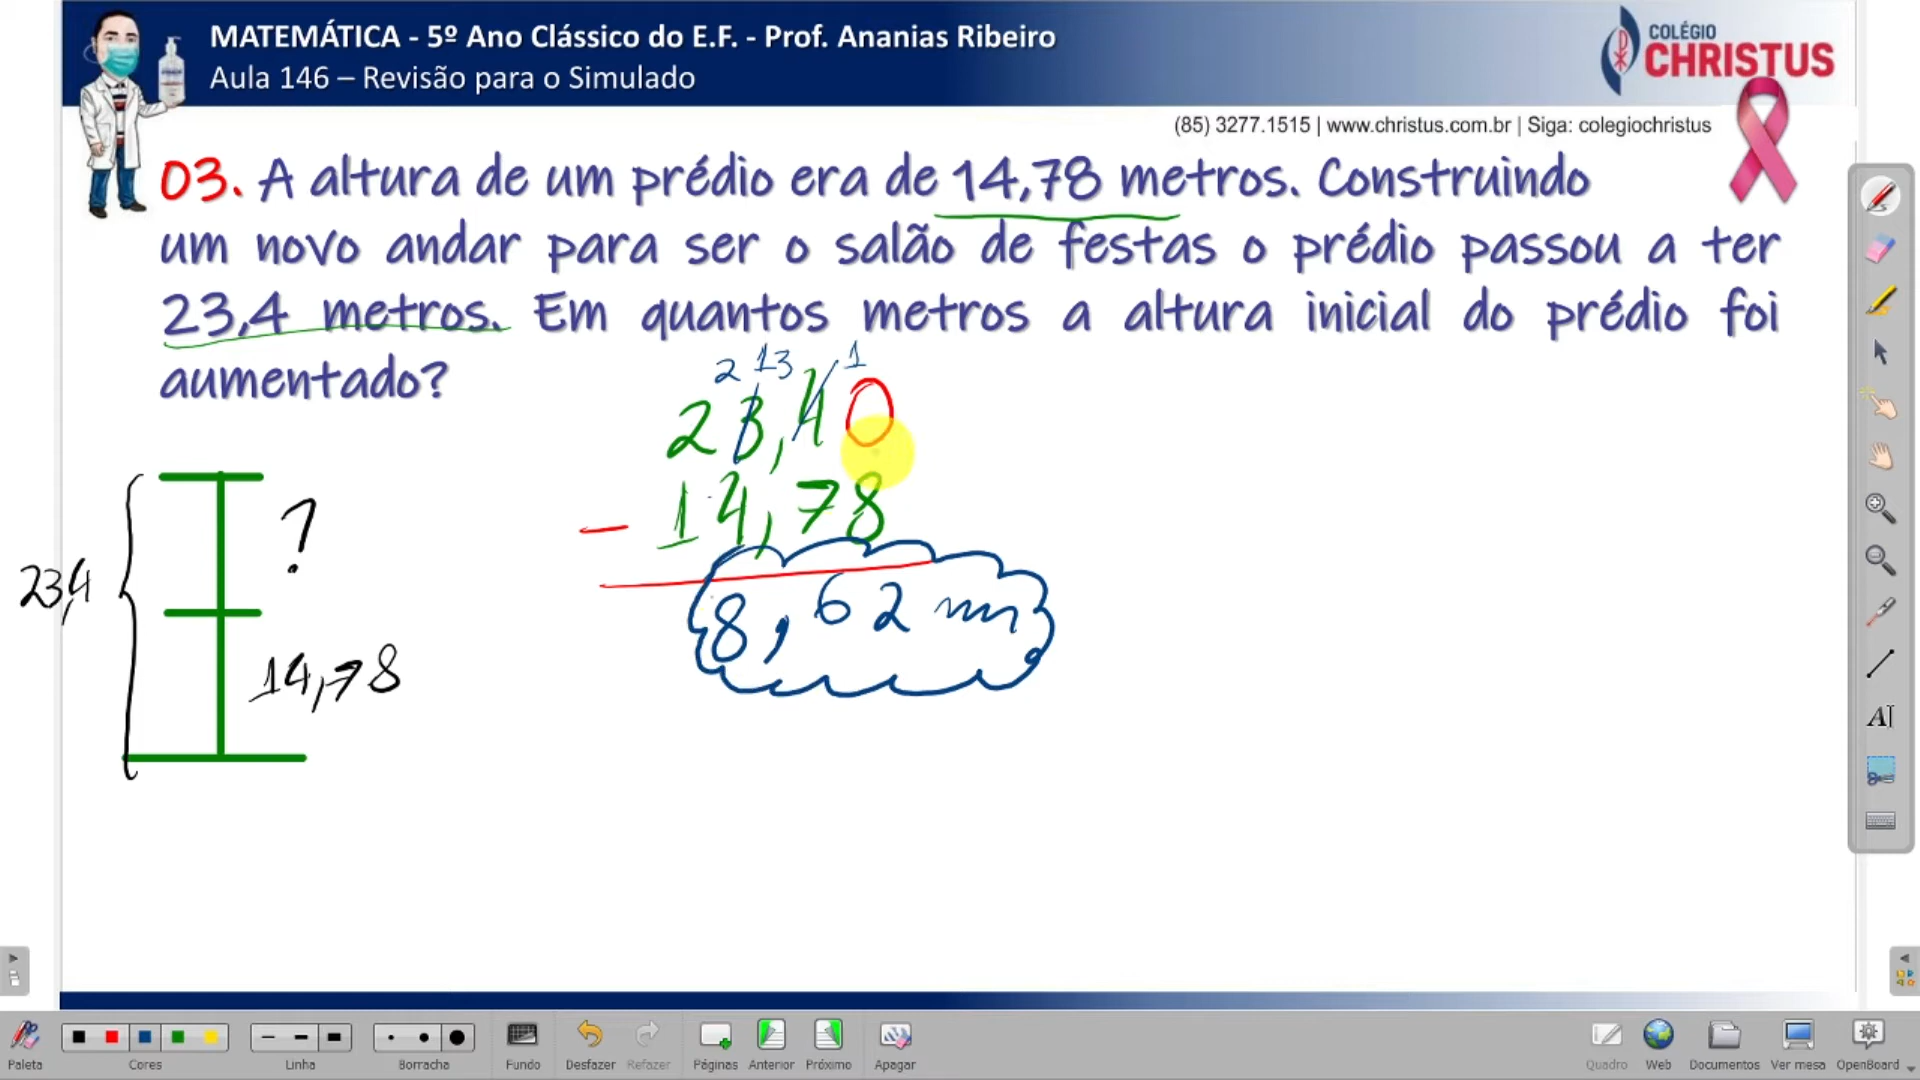 MATEMÁTICA - 5º Ano Clássico do E.F. - Prof. Ananias Ribeiro
Aula 146 – Revisão para o Simulado
COLÉGIO
CHRISTUS
(85) 3277.1515 | www.christus.com.br | Siga: colegiochristus
03. A altura de um prédio era de 14,78 metros. Construindo
um novo andar para ser o salão de festas o prédio passou a ter
23,4 metros. Em quantos metros a altura inicial do prédio foi
aumentado?
2 13 1
23,40
- 14,78
8,62 m
?
23,4
14,78
Paleta
Cores
Linha
Borracha
Fundo
Desfazer
Refazer
Páginas
Anterior
Próximo
Apagar
Quadro
Web
Documentos
Ver mesa
OpenBoard